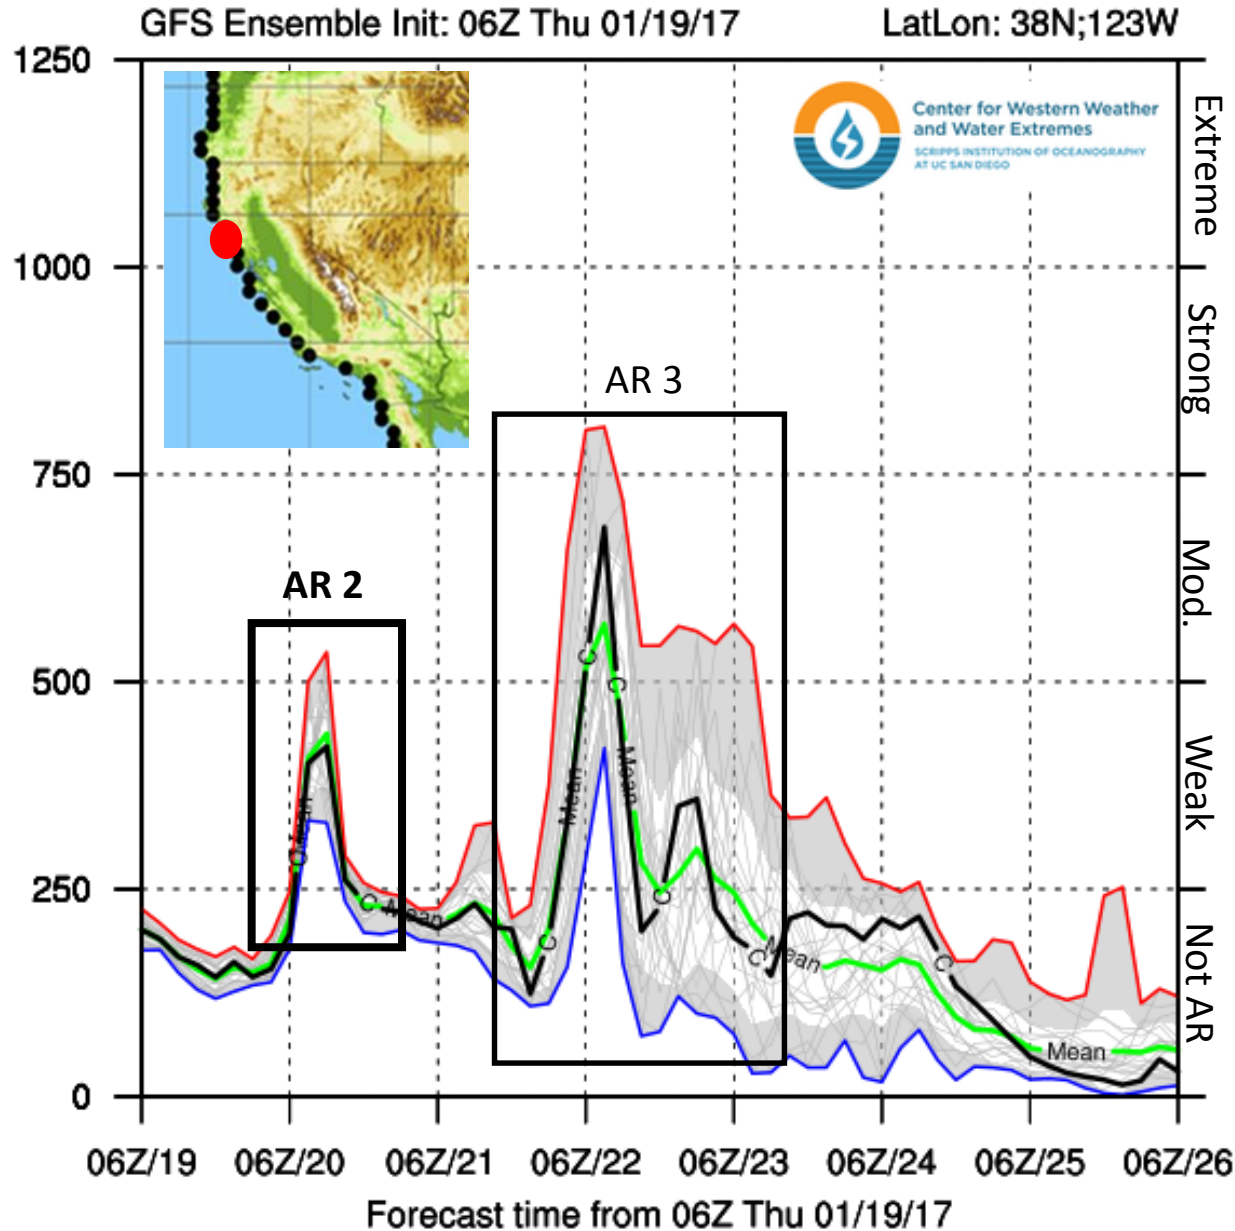 GFS Ensemble Init: 06Z Thu 01/19/17
LatLon: 38N;123W
1250
1000
750
500
250
0
Center for Western Weather
and Water Extremes
SCRIPPS INSTITUTION OF OCEANOGRAPHY
AT UC SAN DIEGO
Extreme
Strong
Mod.
Weak
Not AR
AR 3
AR 2
C
Mean
C
Mean
C
C
Mean
C
Mean
C
C
Mean
C
Mean
06Z/19
06Z/20
06Z/21
06Z/22
06Z/23
06Z/24
06Z/25
06Z/26
Forecast time from 06Z Thu 01/19/17